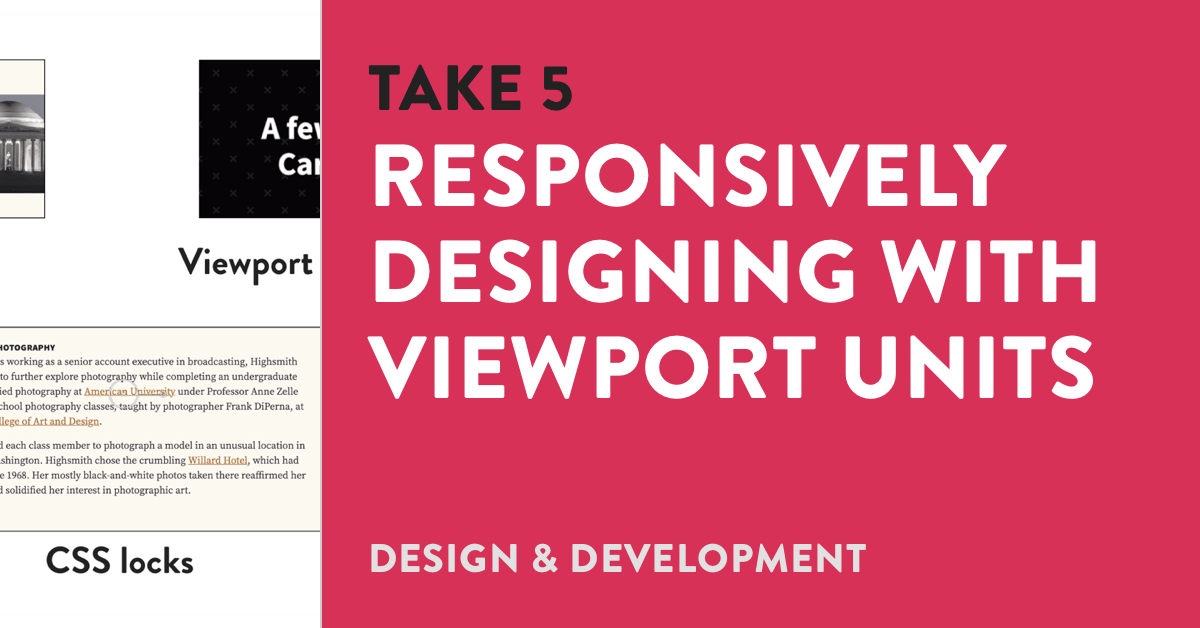 A few
Car
Viewport
HOTOGRAPHY
s working as a senior account executive in broadcasting, Highsmith
to further explore photography while completing an undergraduate
ied photography at American University under Professor Anne Zelle
chool photography classes, taught by photographer Frank DiPerna, at
llege of Art and Design.
d each class member to photograph a model in an unusual location in
shington. Highsmith chose the crumbling Willard Hotel, which had
e 1968. Her mostly black-and-white photos taken there reaffirmed her
d solidified her interest in photographic art.
CSS locks
TAKE 5
RESPONSIVELY
DESIGNING WITH
VIEWPORT UNITS
DESIGN & DEVELOPMENT